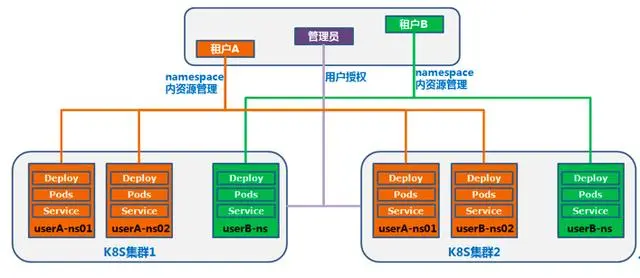 租户A
管理员
租户B
namespace
内资源管理
用户授权
namespace
内资源管理
Deploy
Pods
Service
userA-ns01
Deploy
Pods
Service
userA-ns02
Deploy
Pods
Service
userB-ns
K8S集群1
Deploy
Pods
Service
userA-ns01
Deploy
Pods
Service
userB-ns02
Deploy
Pods
Service
userB-ns
K8S集群2